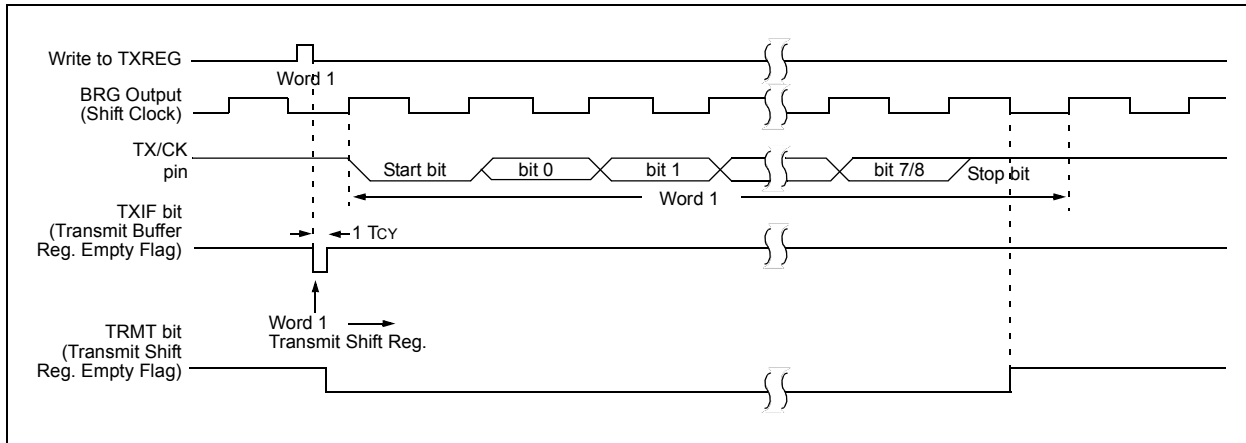 Write to TXREG
Word 1
BRG Output
(Shift Clock)
TX/CK
pin
Start bit
bit 0
bit 1
bit 7/8
Stop bit
Word 1
TXIF bit
(Transmit Buffer
Reg. Empty Flag)
1 TCY
Word 1
Transmit Shift Reg.
TRMT bit
(Transmit Shift
Reg. Empty Flag)